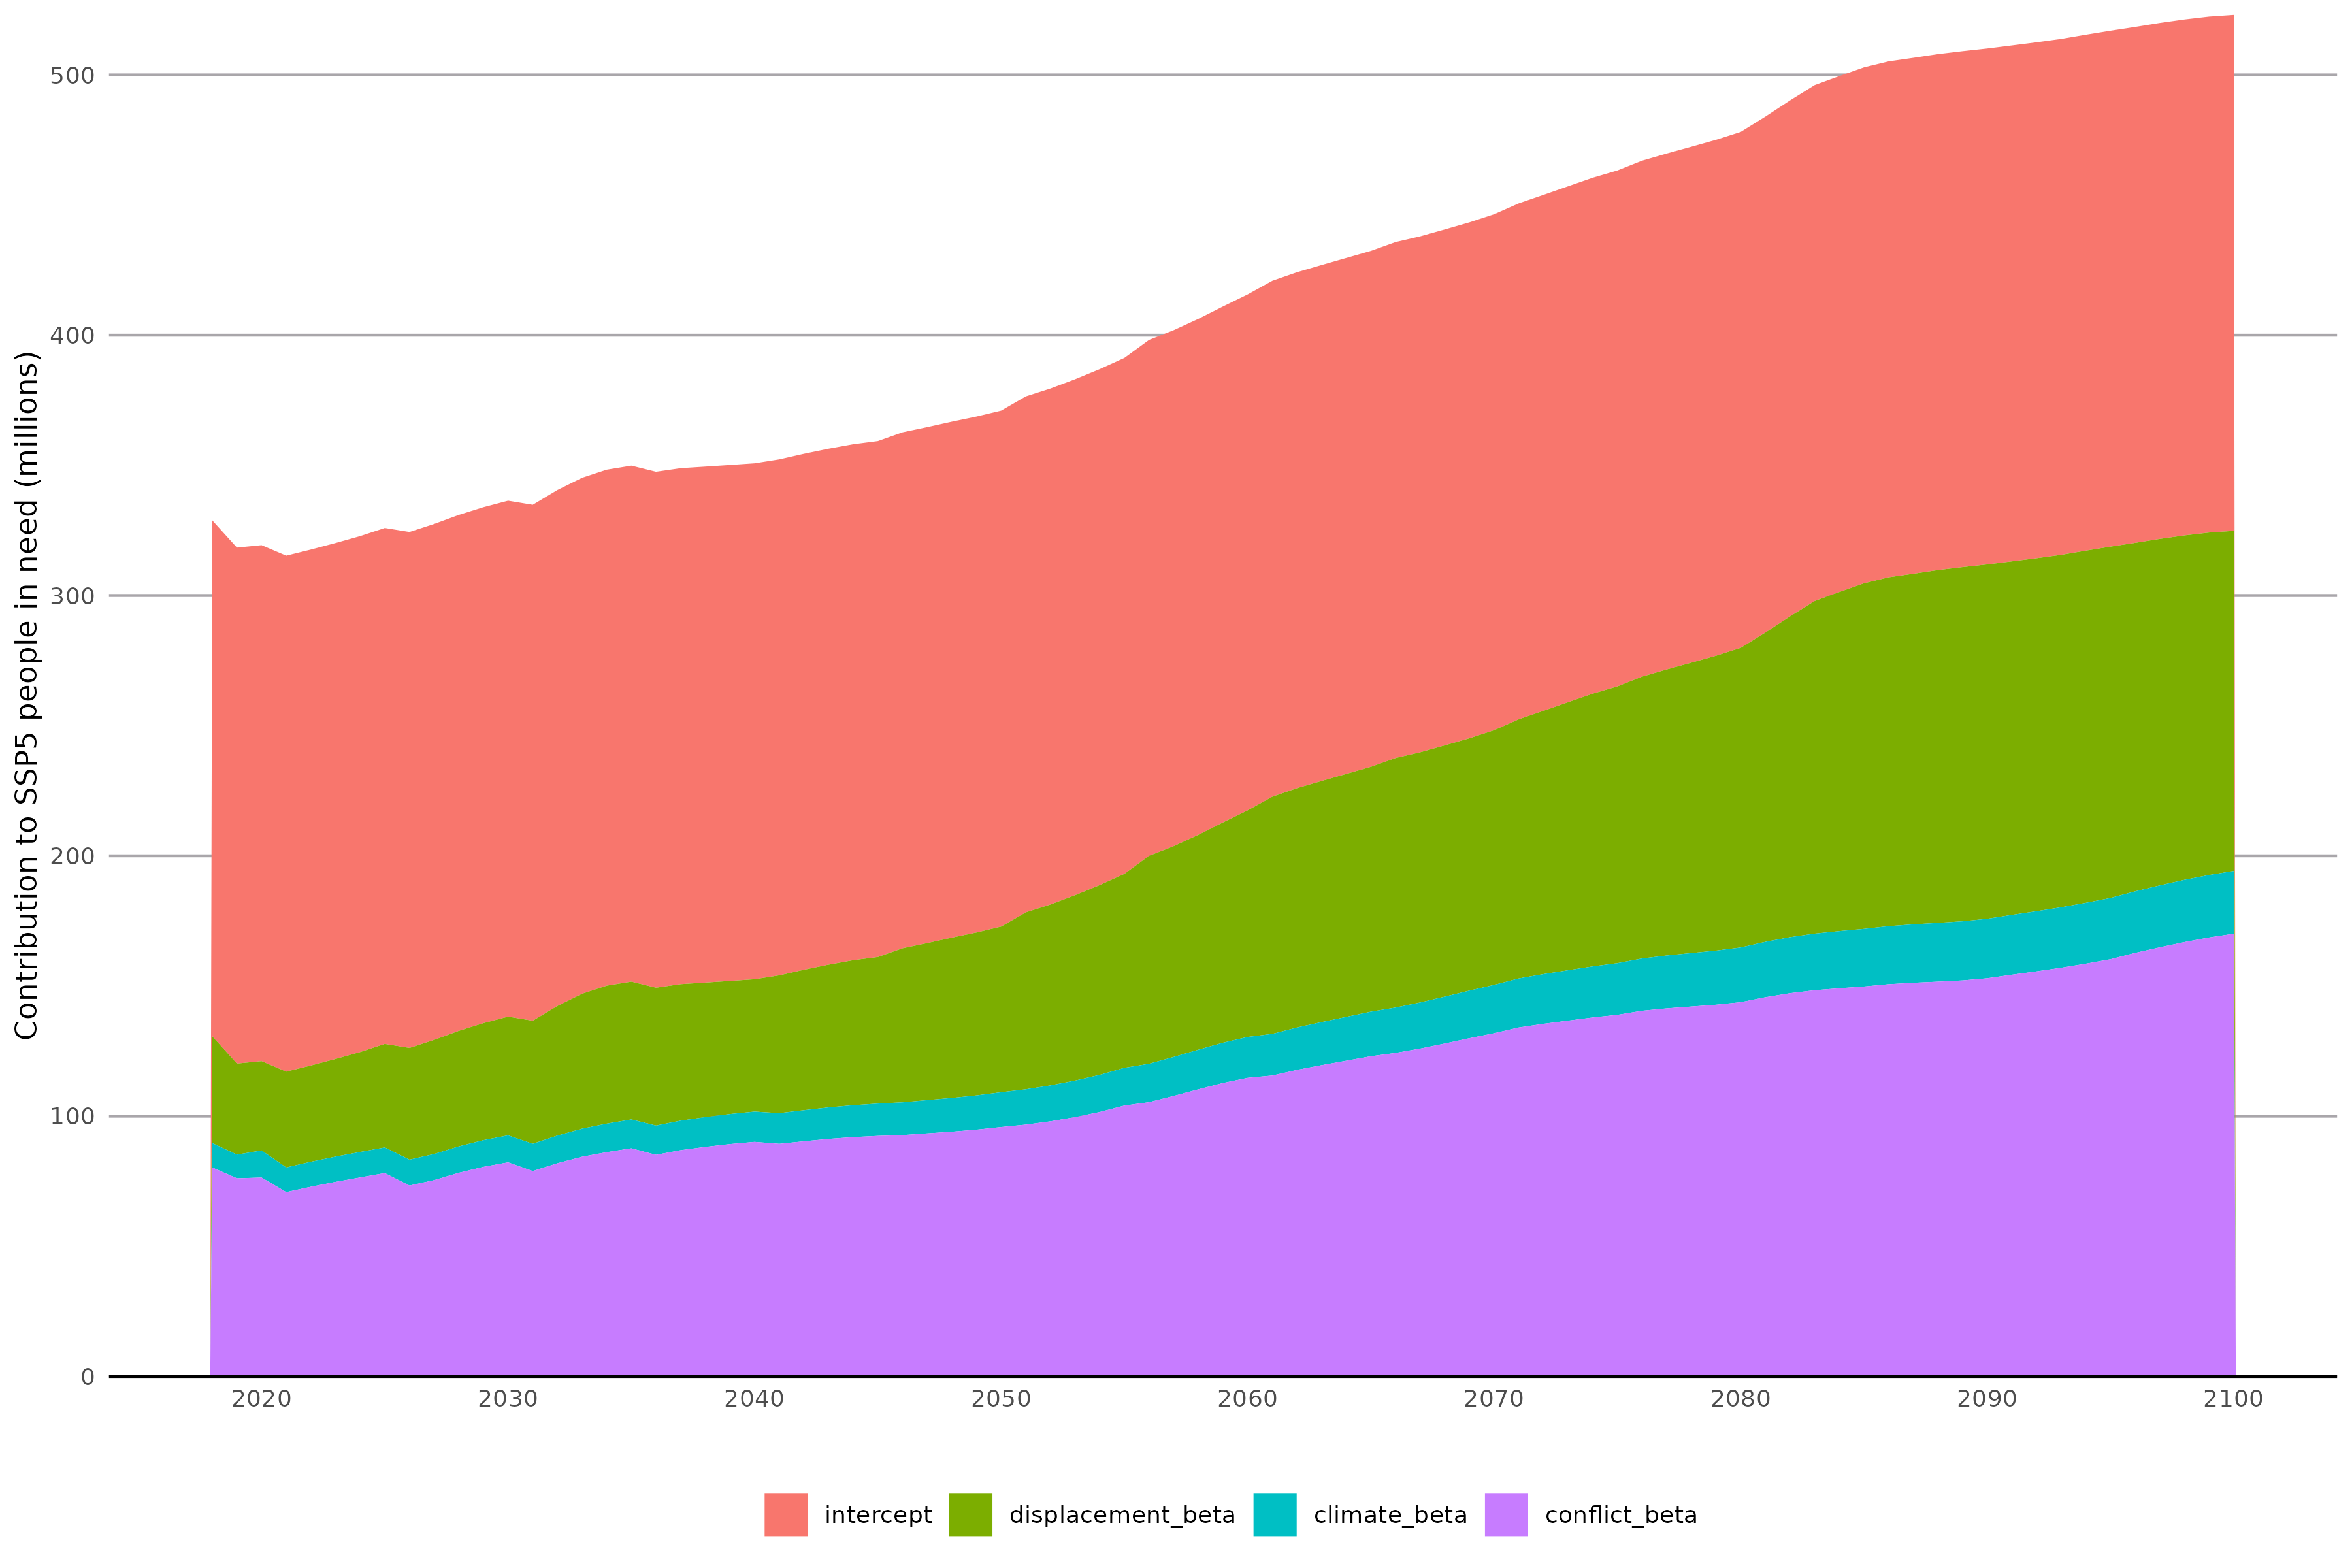 Contribution to SSP5 people in need (millions)
500
400
300
200
100
0
2020 2030 2040 2050 2060 2070 2080 2090 2100
intercept displacement_beta climate_beta conflict_beta